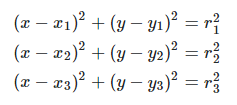 (x − x₁)² + (y − y₁)² = r₁²
(x − x₂)² + (y − y₂)² = r₂²
(x − x₃)² + (y − y₃)² = r₃²